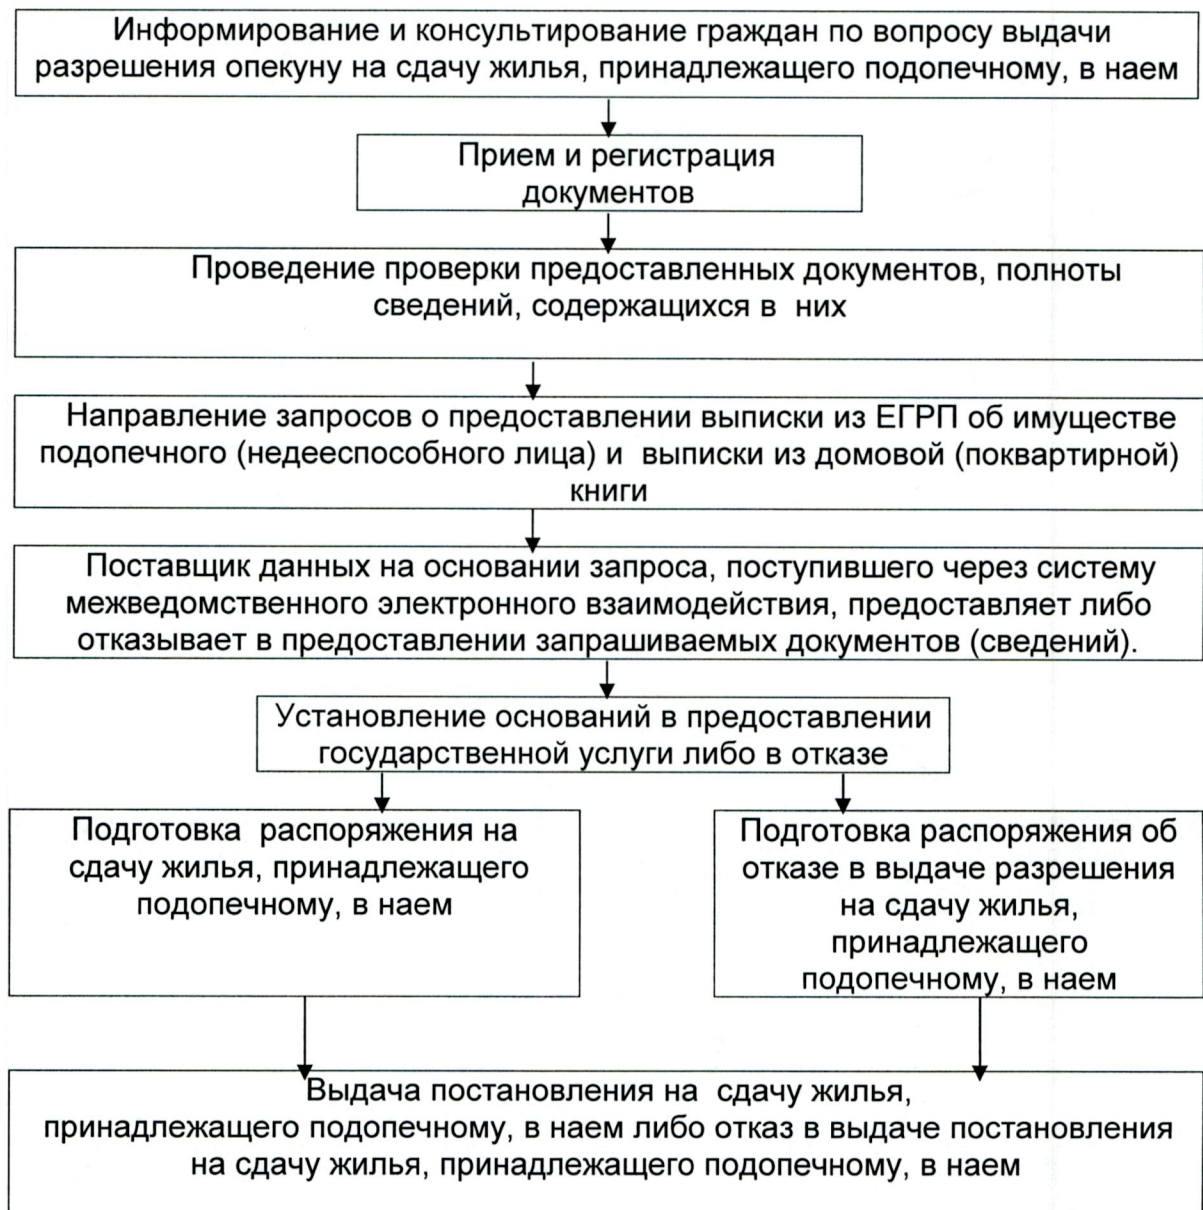 Информирование и консультирование граждан по вопросу выдачи
разрешения опекуну на сдачу жилья, принадлежащего подопечному, в наем
Прием и регистрация
документов
Проведение проверки предоставленных документов, полноты
сведений, содержащихся в них
Направление запросов о предоставлении выписки из ЕГРП об имуществе
подопечного (недееспособного лица) и выписки из домовой (поквартирной)
книги
Поставщик данных на основании запроса, поступившего через систему
межведомственного электронного взаимодействия, предоставляет либо
отказывает в предоставлении запрашиваемых документов (сведений).
Установление оснований в предоставлении
государственной услуги либо в отказе
Подготовка распоряжения на
сдачу жилья, принадлежащего
подопечному, в наем
Подготовка распоряжения об
отказе в выдаче разрешения
на сдачу жилья,
принадлежащего
подопечному, в наем
Выдача постановления на сдачу жилья,
принадлежащего подопечному, в наем либо отказ в выдаче постановления
на сдачу жилья, принадлежащего подопечному, в наем